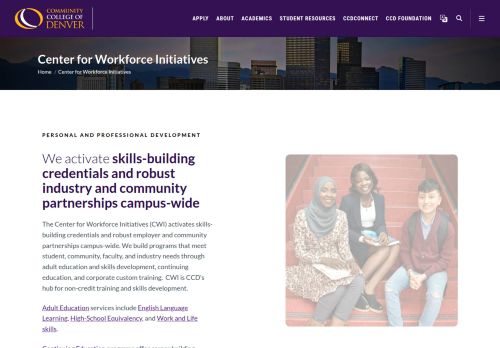 COMMUNITY
COLLEGE OF
DENVER
APPLY ABOUT ACADEMICS STUDENT RESOURCES CCDCONNECT CCD FOUNDATION
Center for Workforce Initiatives
Home / Center for Workforce Initiatives
PERSONAL AND PROFESSIONAL DEVELOPMENT
We activate skills-building
credentials and robust
industry and community
partnerships campus-wide
The Center for Workforce Initiatives (CWI) activates skills-
building credentials and robust employer and community
partnerships campus-wide. We build programs that meet
student, community, faculty, and industry needs through
adult education and skills development, continuing
education, and corporate custom training. CWI is CCD's
hub for non-credit training and skills development.
Adult Education services include English Language
Learning, High-School Equivalency, and Work and Life
skills.